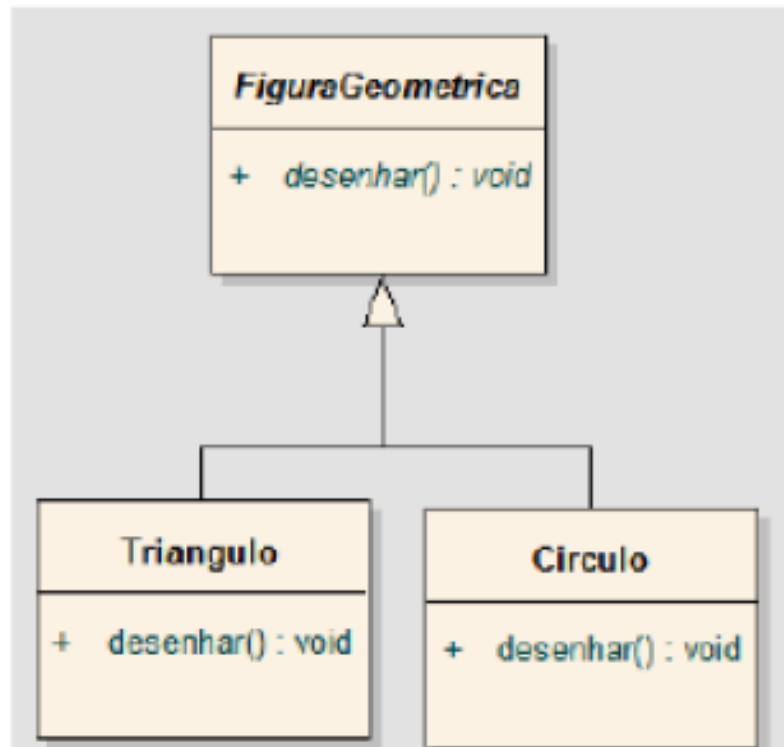 FiguraGeometrica
+ desenhar() : void
Triangulo
+ desenhar() : void
Circulo
+ desenhar() : void